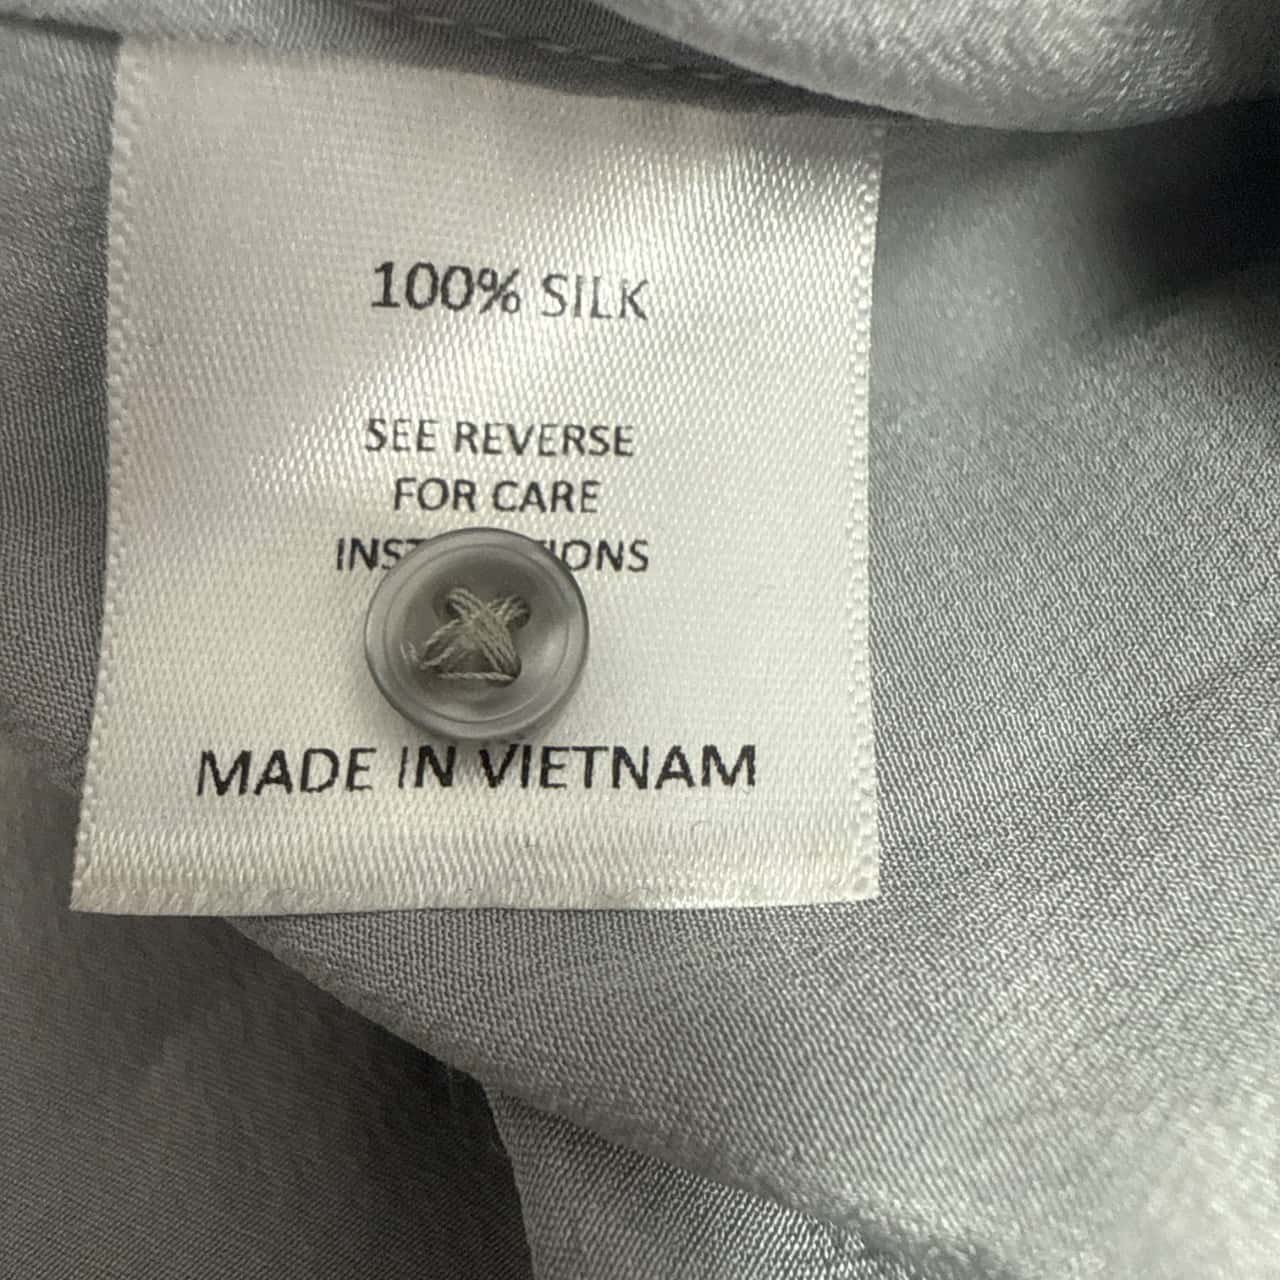 100% SILK
SEE REVERSE
FOR CARE
MADE IN VIETNAM